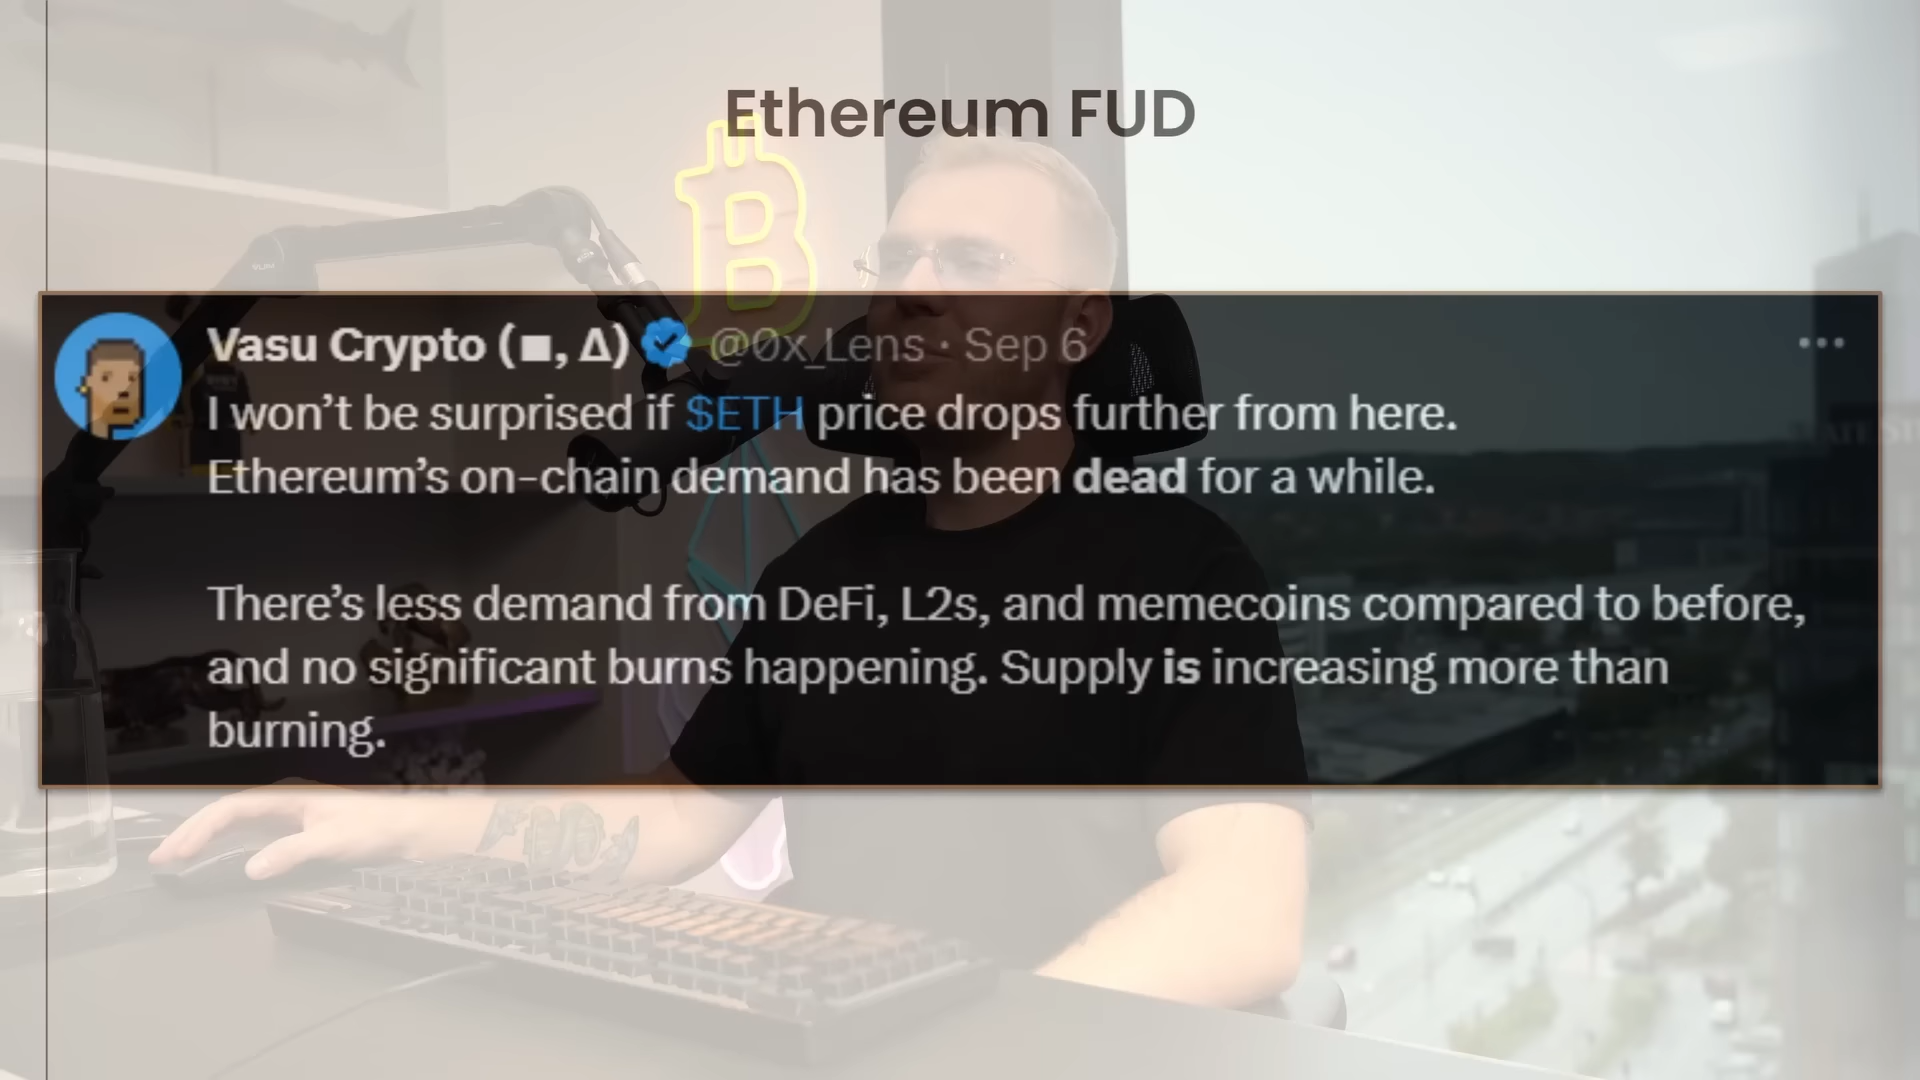 Ethereum FUD
Vasu Crypto (■, Δ) @0x_Lens · Sep 6
I won’t be surprised if $ETH price drops further from here.
Ethereum’s on-chain demand has been dead for a while.
There’s less demand from DeFi, L2s, and memecoins compared to before,
and no significant burns happening. Supply is increasing more than
burning.